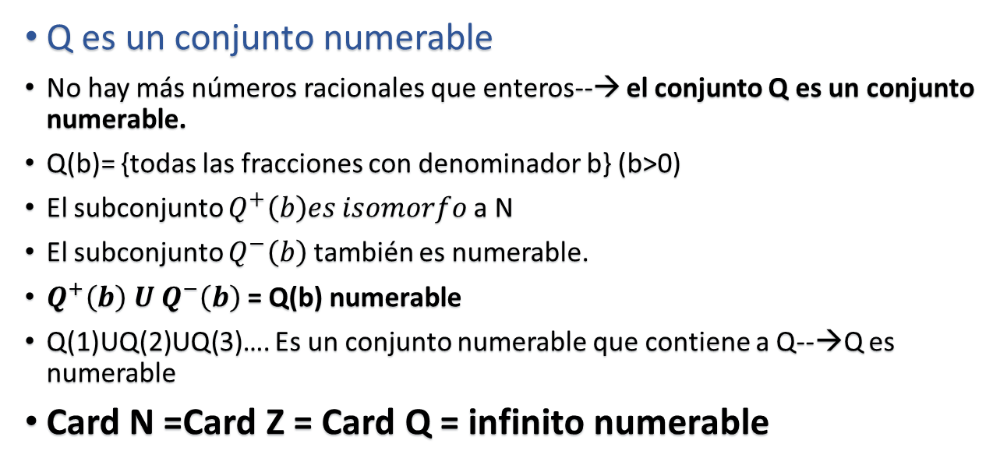 • Q es un conjunto numerable
• No hay más números racionales que enteros--→ el conjunto Q es un conjunto
numerable.
• Q(b)= {todas las fracciones con denominador b} (b>0)
• El subconjunto 𝑄⁺(𝑏)𝑒𝑠 𝑖𝑠𝑜𝑚𝑜𝑟𝑓𝑜 a N
• El subconjunto 𝑄⁻(𝑏) también es numerable.
• 𝑸⁺(𝒃) 𝑼 𝑸⁻(𝒃) = Q(b) numerable
• Q(1)UQ(2)UQ(3)…. Es un conjunto numerable que contiene a Q--→Q es
numerable
• Card N =Card Z = Card Q = infinito numerable